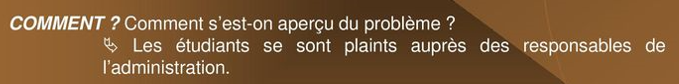 COMMENT ? Comment s’est-on aperçu du problème ?
⮱ Les étudiants se sont plaints auprès des responsables de
l’administration.